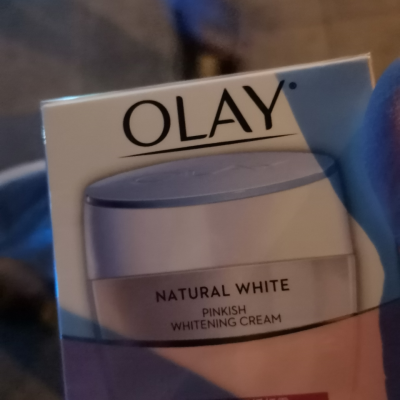 OLAY
NATURAL WHITE
PINKISH
WHITENING CREAM